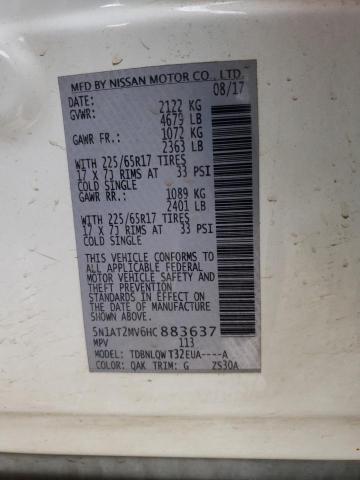 MFD BY NISSAN MOTOR CO., LTD.
DATE: 08/17
GVWR: 2122 KG
4679 LB
GAWR FR.: 1072 KG
2363 LB
WITH 225/65R17 TIRES
17 X 7J RIMS AT 33 PSI
COLD SINGLE
GAWR RR.: 1089 KG
2401 LB
WITH 225/65R17 TIRES
17 X 7J RIMS AT 33 PSI
COLD SINGLE
THIS VEHICLE CONFORMS TO
ALL APPLICABLE FEDERAL
MOTOR VEHICLE SAFETY
AND THEFT PREVENTION
STANDARDS IN EFFECT ON
THE DATE OF MANUFACTURE
SHOWN ABOVE.
5N1AT2MV6HC883637
MPV 113
MODEL: TDBNLQWT32EUA----A
COLOR: QAK TRIM: G ZS30A